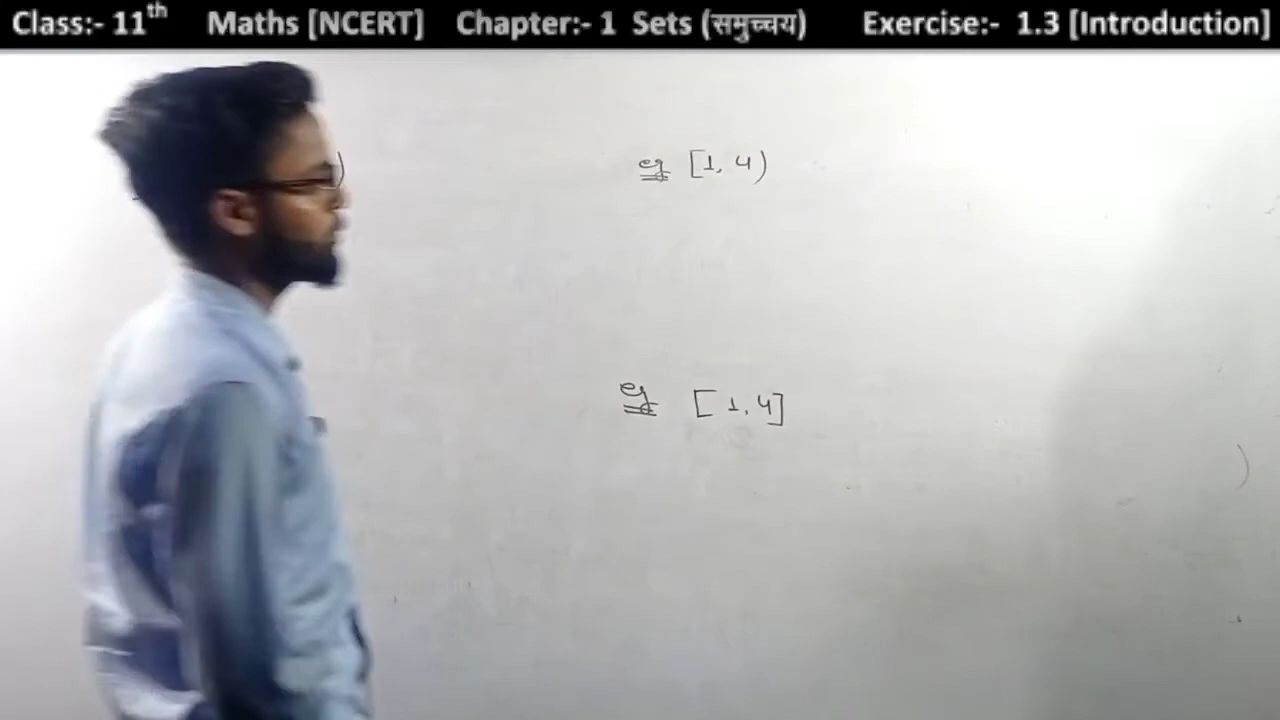 Class:- 11th Maths [NCERT] Chapter:- 1 Sets (समुच्चय) Exercise:- 1.3 [Introduction]
) eg [1, 4)
eg [1, 4]
)